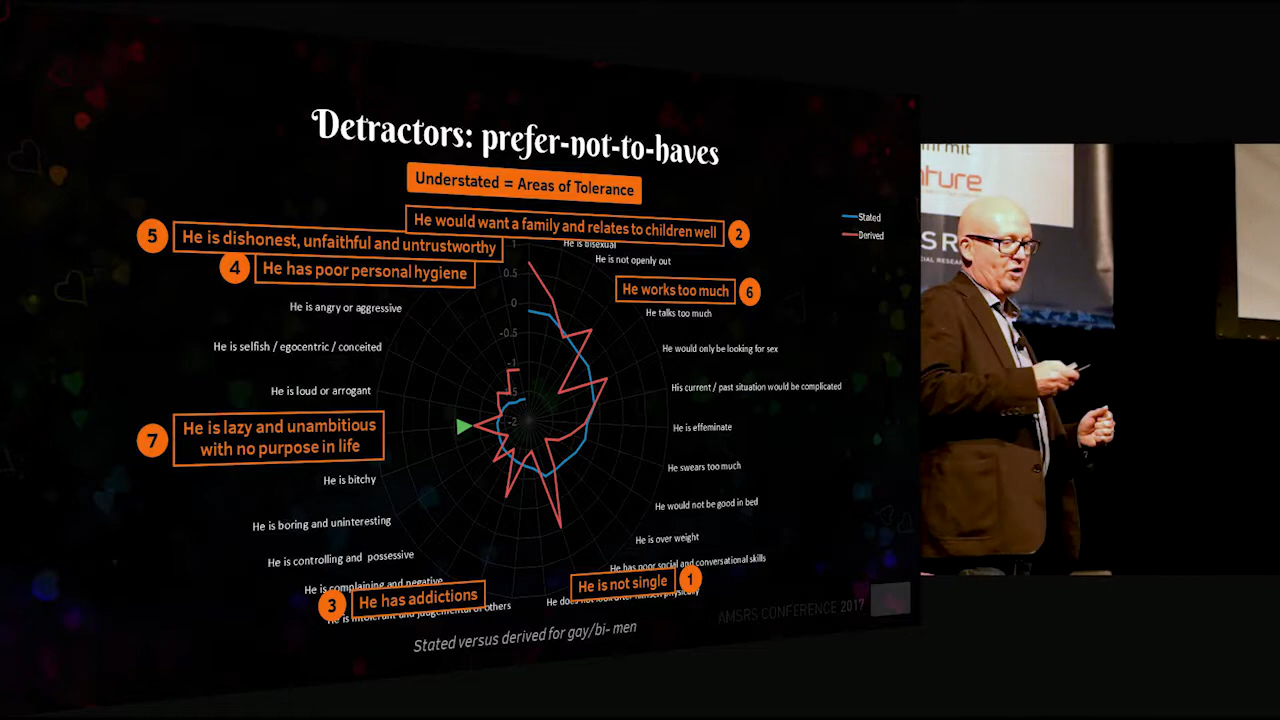 Detractors: prefer-not-to-haves
Understated = Areas of Tolerance
He would want a family and relates to children well
2
Stated
Derived
5
He is dishonest, unfaithful and untrustworthy
He is bisexual
He is not openly out
4
He has poor personal hygiene
He works too much
6
He is angry or aggressive
He talks too much
He is selfish / egocentric / conceited
He would only be looking for sex
He is loud or arrogant
His current / past situation would be complicated
7
He is lazy and unambitious
with no purpose in life
He is effeminate
He is bitchy
He swears too much
He is boring and uninteresting
He would not be good in bed
He is controlling and possessive
He is over weight
He is complaining and negative
He has poor social and conversational skills
3
He has addictions
He is not single
1
He is intolerant and judgemental of others
He does not look after himself physically
Stated versus derived for gay/bi- men
AMSRS CONFERENCE 2017
1
0.5
0
-0.5
-1
-2